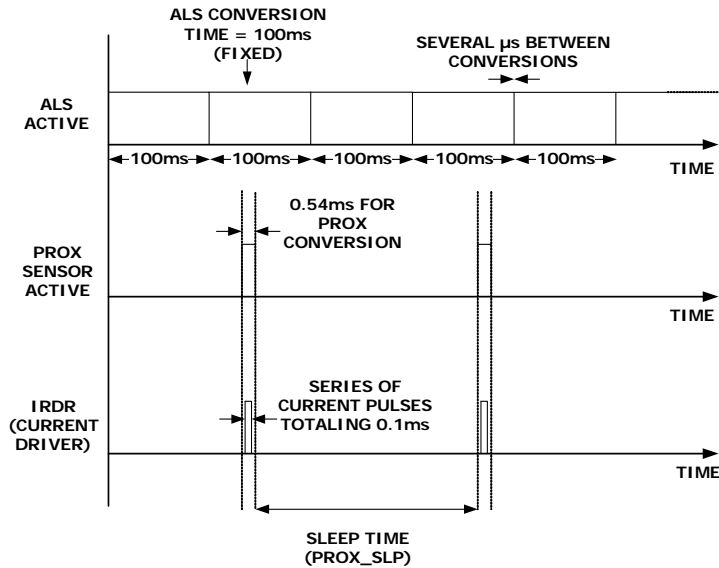 ALS CONVERSION
TIME = 100ms
(FIXED)
SEVERAL µs BETWEEN
CONVERSIONS
ALS
ACTIVE
100ms 100ms 100ms 100ms 100ms
TIME
0.54ms FOR
PROX
CONVERSION
PROX
SENSOR
ACTIVE
TIME
IRDR
(CURRENT
DRIVER)
SERIES OF
CURRENT PULSES
TOTALING 0.1ms
TIME
SLEEP TIME
(PROX_SLP)